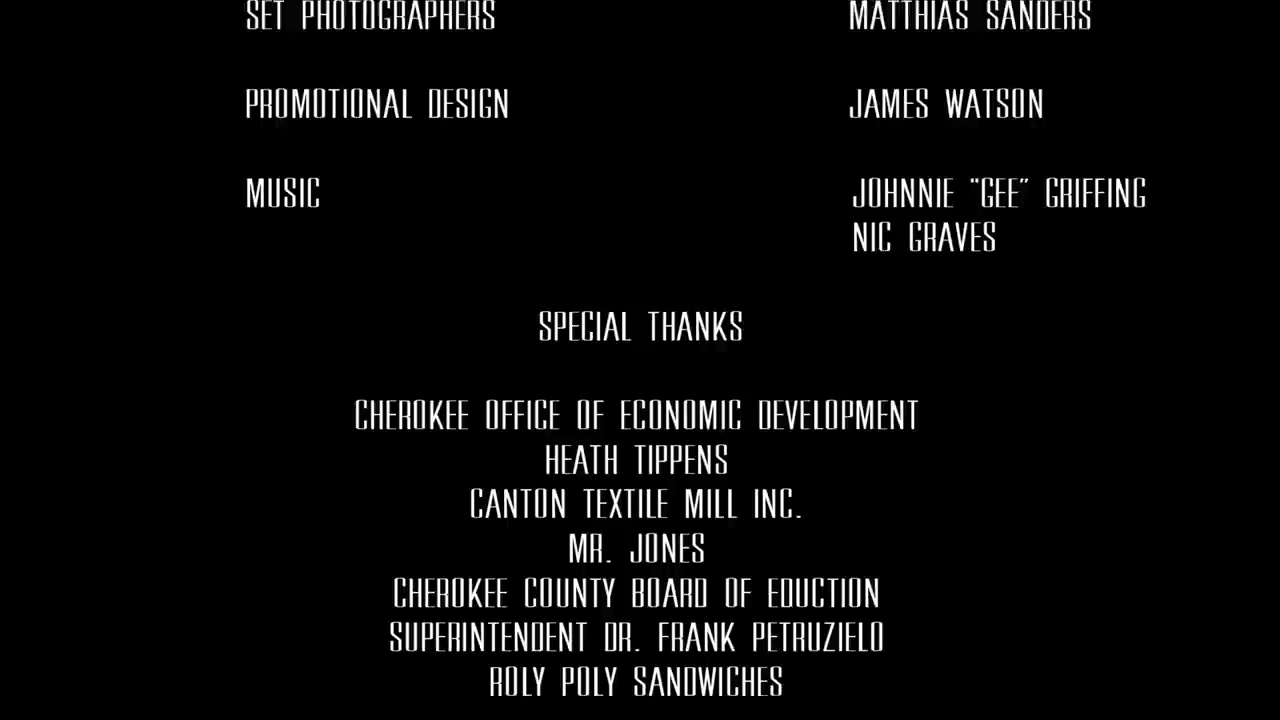 SET PHOTOGRAPHERS MATTHIAS SANDERS
PROMOTIONAL DESIGN JAMES WATSON
MUSIC JOHNNIE "GEE" GRIFFING
NIC GRAVES
SPECIAL THANKS
CHEROKEE OFFICE OF ECONOMIC DEVELOPMENT
HEATH TIPPENS
CANTON TEXTILE MILL INC.
MR. JONES
CHEROKEE COUNTY BOARD OF EDUCTION
SUPERINTENDENT DR. FRANK PETRUZIELO
ROLY POLY SANDWICHES